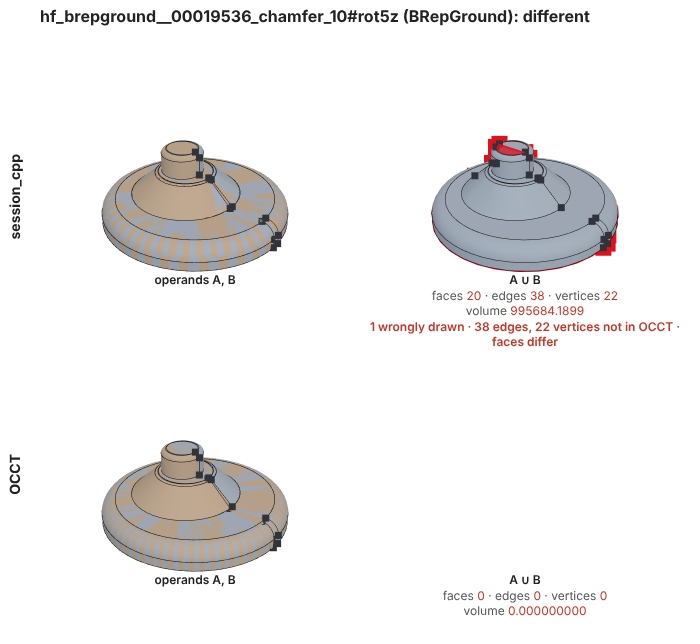 hf_brepground__00019536_chamfer_10#rot5z (BRepGround): different
session_cpp
operands A, B
A ∪ B
faces 20 · edges 38 · vertices 22
volume 995684.1899
1 wrongly drawn · 38 edges, 22 vertices not in OCCT ·
faces differ
OCCT
operands A, B
A ∪ B
faces 0 · edges 0 · vertices 0
volume 0.000000000